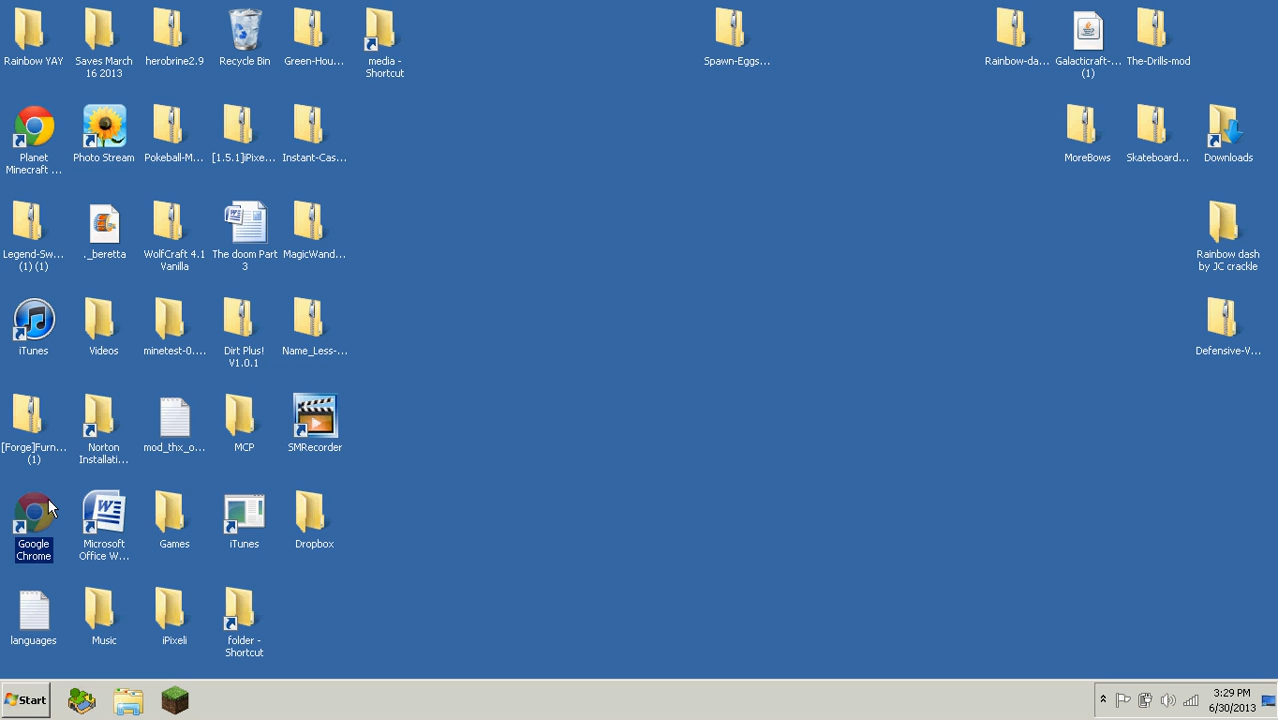 Rainbow YAY
Saves March
16 2013
herobrine2.9
Recycle Bin
Green-Hou...
media -
Shortcut
Spawn-Eggs...
Rainbow-da...
Galacticraft-...
(1)
The-Drills-mod
Planet
Minecraft ...
Photo Stream
Pokeball-M...
[1.5.1]iPixe...
Instant-Cas...
MoreBows
Skateboard...
Downloads
Legend-Sw...
(1) (1)
._beretta
WolfCraft 4.1
Vanilla
The doom Part
3
MagicWand...
Rainbow dash
by JC crackle
iTunes
Videos
minetest-0....
Dirt Plus!
V1.0.1
Name_Less-...
Defensive-V...
[Forge]Furn...
(1)
Norton
Installati...
mod_thx_o...
MCP
SMRecorder
Google
Chrome
Microsoft
Office W...
Games
iTunes
Dropbox
languages
Music
iPixeli
folder -
Shortcut
Start
3:29 PM
6/30/2013